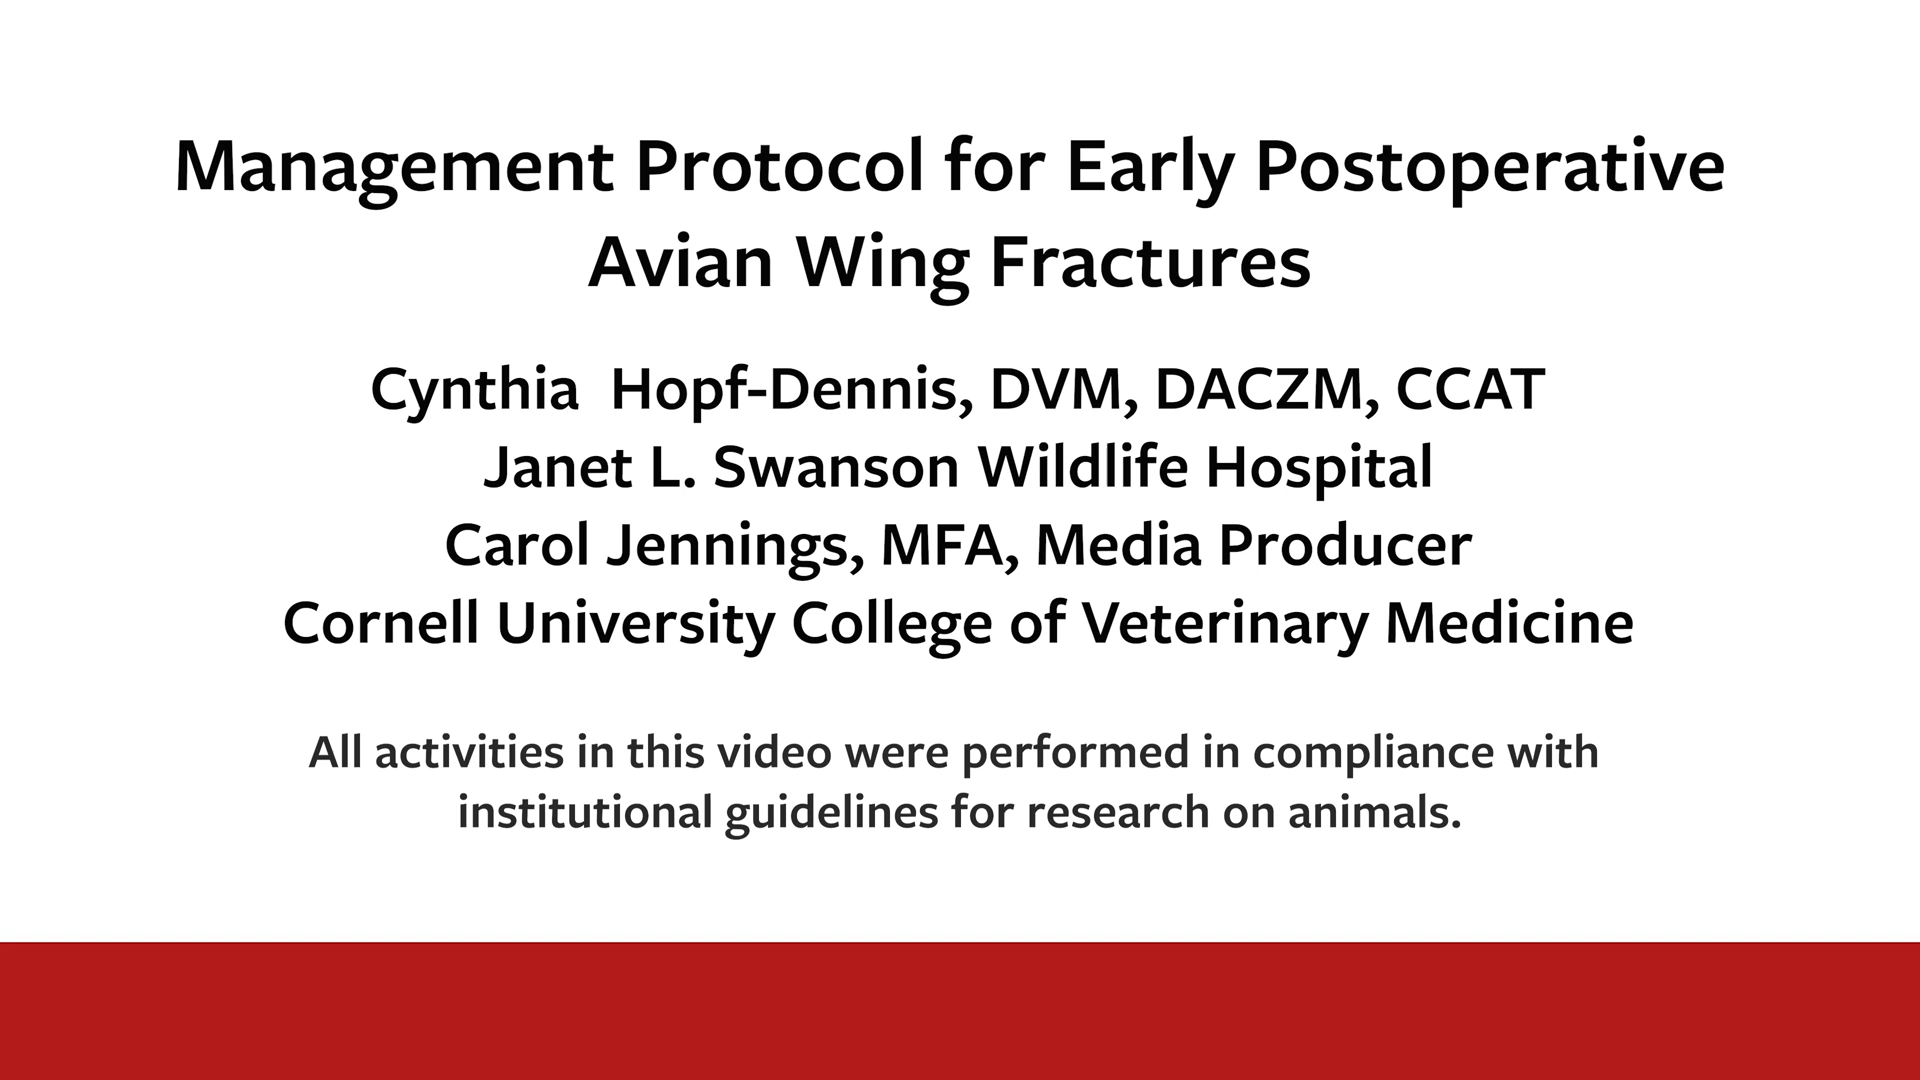 Management Protocol for Early Postoperative
Avian Wing Fractures
Cynthia  Hopf-Dennis, DVM, DACZM, CCAT
Janet L. Swanson Wildlife Hospital
Carol Jennings, MFA, Media Producer
Cornell University College of Veterinary Medicine
All activities in this video were performed in compliance with
institutional guidelines for research on animals.